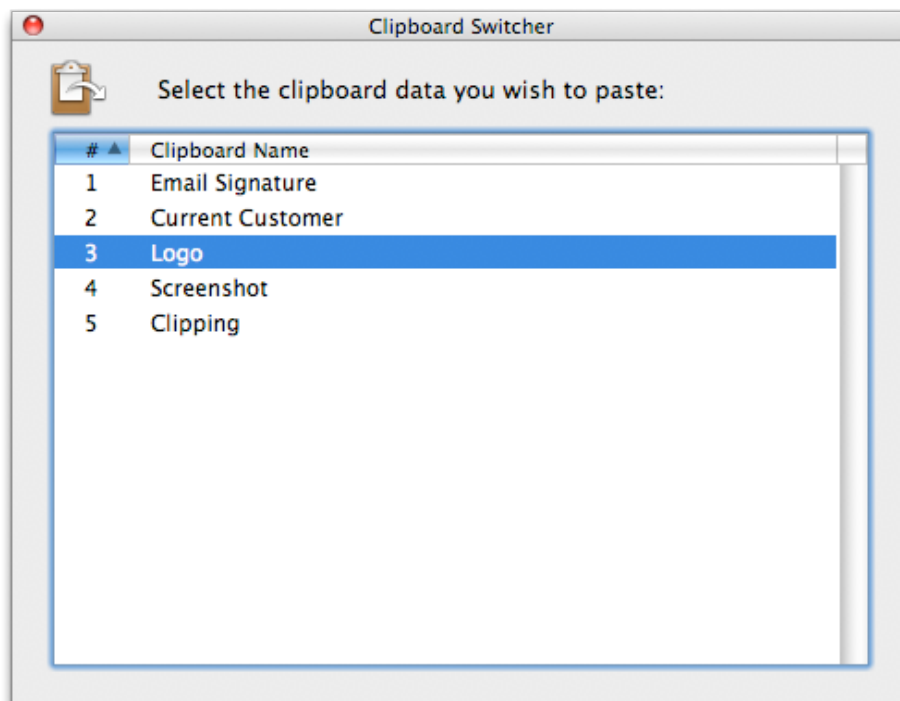 Clipboard Switcher
Select the clipboard data you wish to paste:
# Clipboard Name
1 Email Signature
2 Current Customer
3 Logo
4 Screenshot
5 Clipping